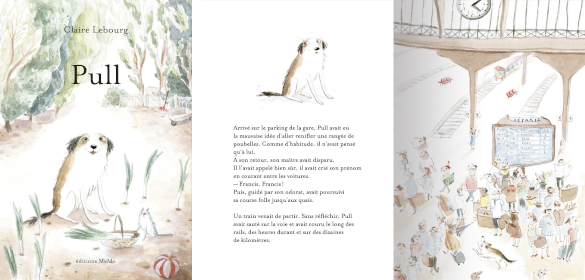 Claire Lebourg
Pull
éditions MeMo
Arrivé sur le parking de la gare, Pull avait eu
la mauvaise idée d'aller renifler une rangée de
poubelles. Comme d'habitude, il n'avait pensé
qu'à lui.
A son retour, son maître avait disparu.
Il l'avait appelé bien sûr, il avait crié son prénom
en courant entre les voitures.
— Francis, Francis!
Puis, guidé par son odorat, avait poursuivi
sa course folle jusqu'aux quais.
Un train venait de partir. Sans réfléchir, Pull
avait sauté sur la voie et avait couru le long des
rails, des heures durant et sur des dizaines
de kilomètres.
DÉPARTS